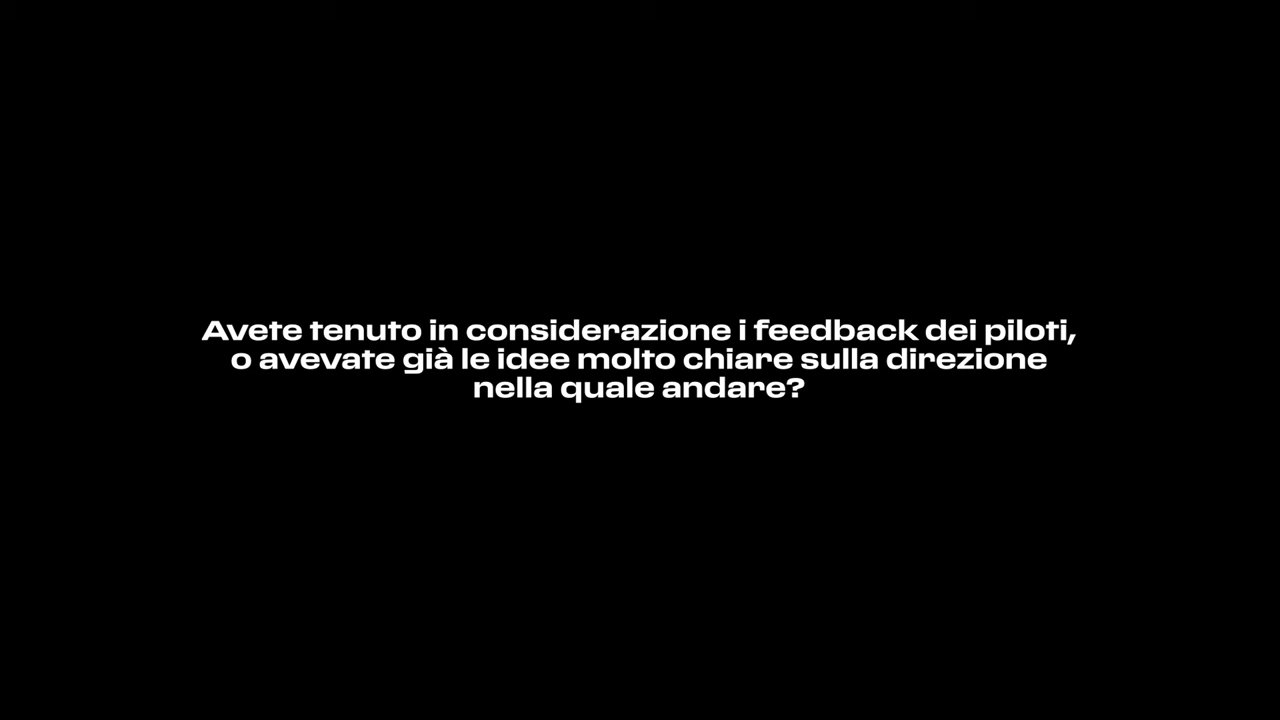 Avete tenuto in considerazione i feedback dei piloti,
o avevate già le idee molto chiare sulla direzione
nella quale andare?